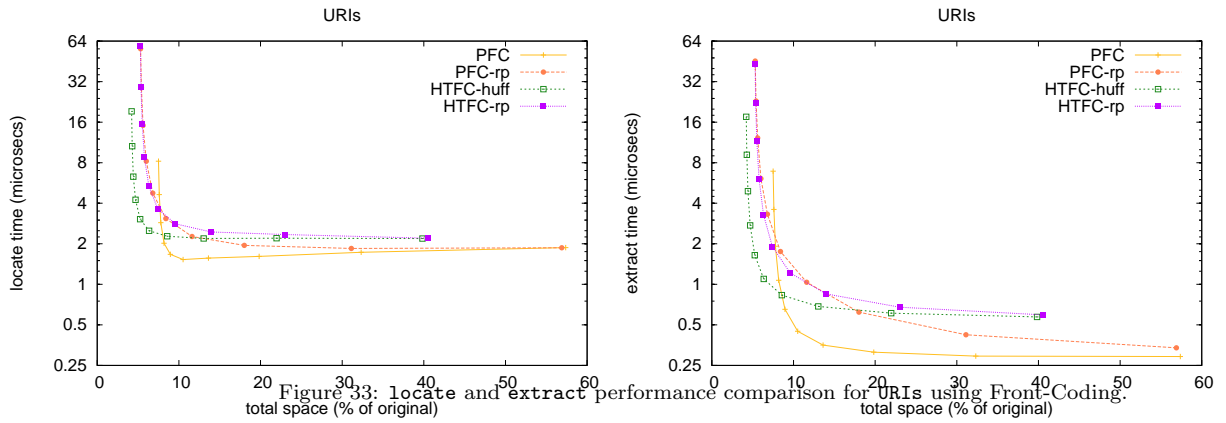 URIs
64
32
16
8
4
2
1
0.5
0.25
locate time (microsecs)
PFC
PFC-rp
HTFC-huff
HTFC-rp
0 10 20 30 40 50 60
total space (% of original)
URIs
64
32
16
8
4
2
1
0.5
0.25
extract time (microsecs)
PFC
PFC-rp
HTFC-huff
HTFC-rp
0 10 20 30 40 50 60
total space (% of original)
Figure 33: locate and extract performance comparison for URIs using Front-Coding.